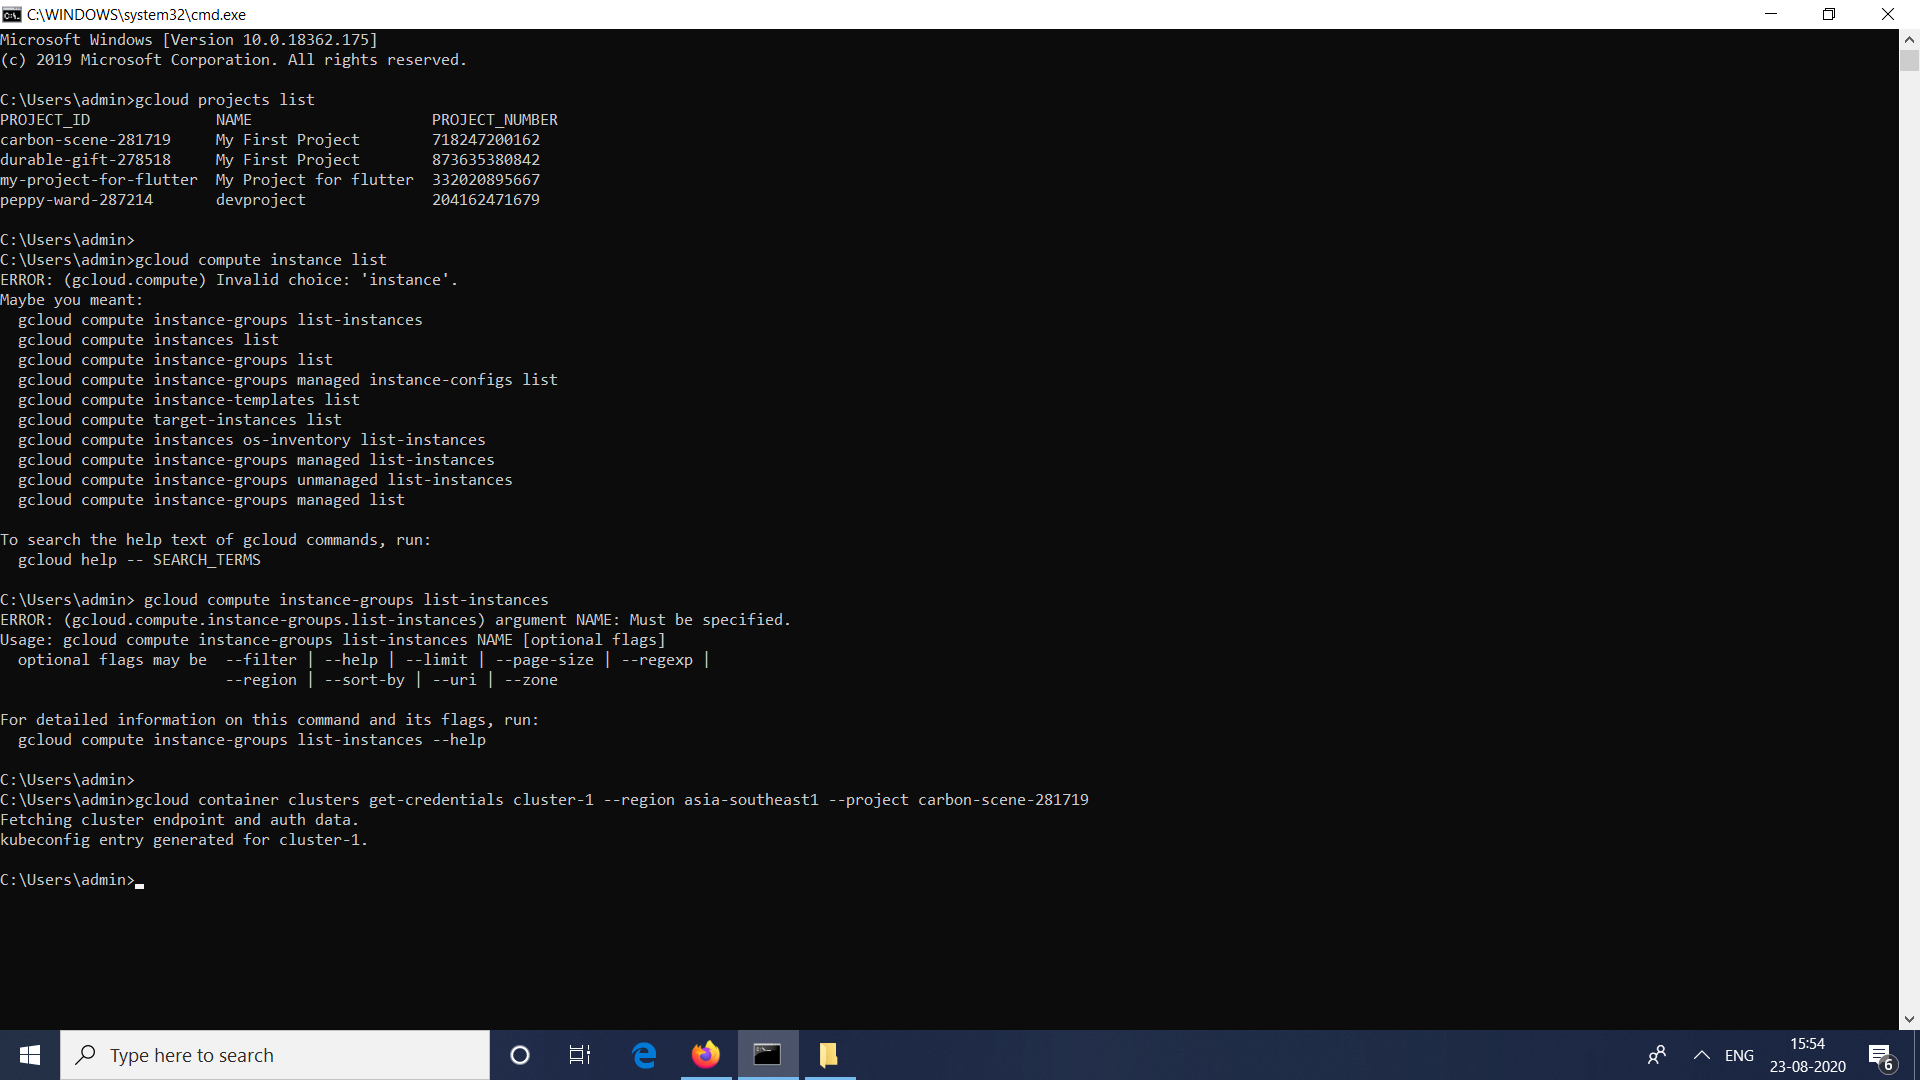 C:\WINDOWS\system32\cmd.exe
Microsoft Windows [Version 10.0.18362.175]
(c) 2019 Microsoft Corporation. All rights reserved.
C:\Users\admin>gcloud projects list
PROJECT_ID NAME PROJECT_NUMBER
carbon-scene-281719 My First Project 718247200162
durable-gift-278518 My First Project 873635380842
my-project-for-flutter My Project for flutter 332020895667
peppy-ward-287214 devproject 204162471679
C:\Users\admin>
C:\Users\admin>gcloud compute instance list
ERROR: (gcloud.compute) Invalid choice: 'instance'.
Maybe you meant:
gcloud compute instance-groups list-instances
gcloud compute instances list
gcloud compute instance-groups list
gcloud compute instance-groups managed instance-configs list
gcloud compute instance-templates list
gcloud compute target-instances list
gcloud compute instances os-inventory list-instances
gcloud compute instance-groups managed list-instances
gcloud compute instance-groups unmanaged list-instances
gcloud compute instance-groups managed list
To search the help text of gcloud commands, run:
gcloud help -- SEARCH_TERMS
C:\Users\admin> gcloud compute instance-groups list-instances
ERROR: (gcloud.compute.instance-groups.list-instances) argument NAME: Must be specified.
Usage: gcloud compute instance-groups list-instances NAME [optional flags]
optional flags may be --filter | --help | --limit | --page-size | --regexp |
--region | --sort-by | --uri | --zone
For detailed information on this command and its flags, run:
gcloud compute instance-groups list-instances --help
C:\Users\admin>
C:\Users\admin>gcloud container clusters get-credentials cluster-1 --region asia-southeast1 --project carbon-scene-281719
Fetching cluster endpoint and auth data.
kubeconfig entry generated for cluster-1.
C:\Users\admin>
Type here to search
ENG
15:54
23-08-2020
6